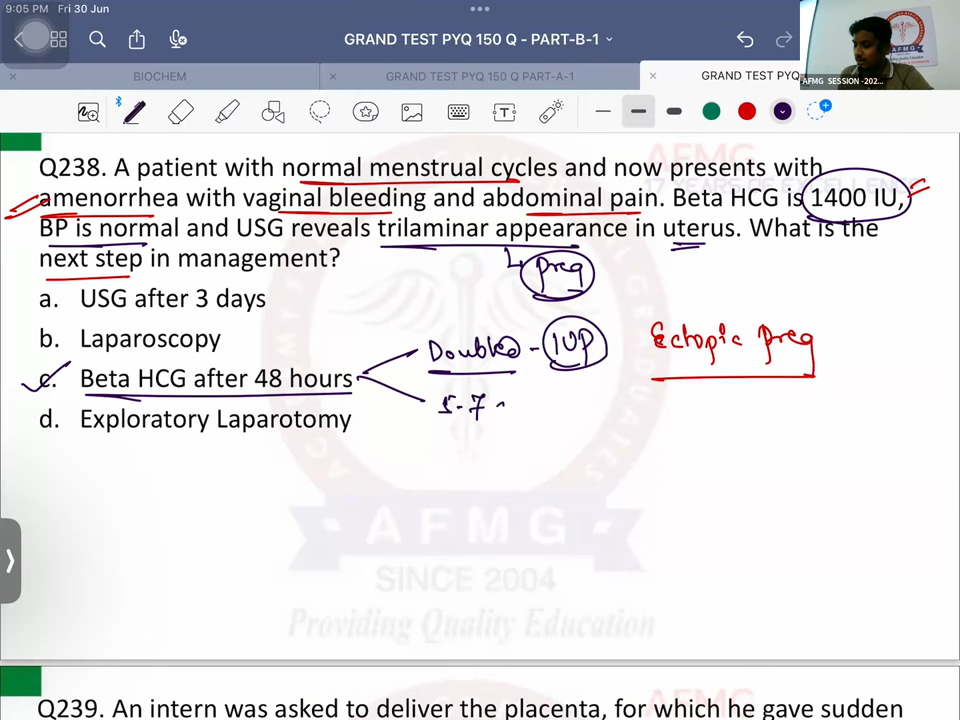 9:05 PM Fri 30 Jun
GRAND TEST PYQ 150 Q - PART-B-1
BIOCHEM
GRAND TEST PYQ 150 Q PART-A-1
GRAND TEST PYQ
AFMG SESSION -202...
AFMG
Q238. A patient with normal menstrual cycles and now presents with
amenorrhea with vaginal bleeding and abdominal pain. Beta HCG is 1400 IU,
BP is normal and USG reveals trilaminar appearance in uterus. What is the
next step in management?
Preg
a. USG after 3 days
b. Laparoscopy
Doubled - IUP
Ectopic preg
c. Beta HCG after 48 hours
5-7
d. Exploratory Laparotomy
AFMG
SINCE 2004
Providing Quality Education
Q239. An intern was asked to deliver the placenta, for which he gave sudden